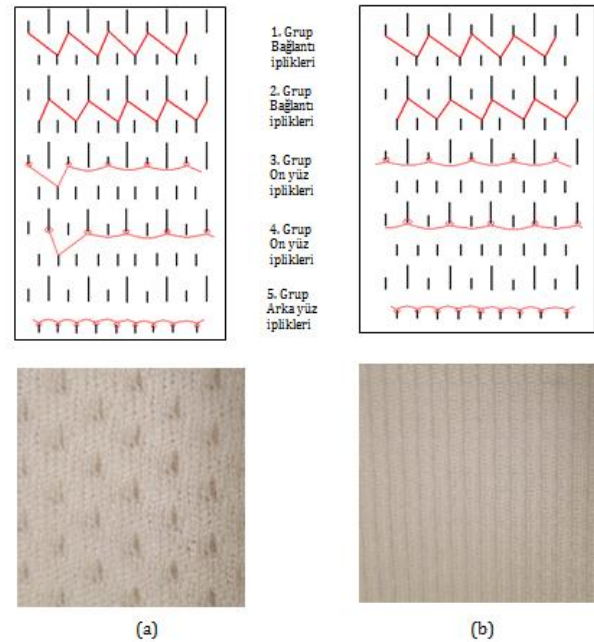 1. Grup
Bağlantı
iplikleri
2. Grup
Bağlantı
iplikleri
3. Grup
On yüz
iplikleri
4. Grup
On yüz
iplikleri
5. Grup
Arka yüz
iplikleri
(a)
(b)